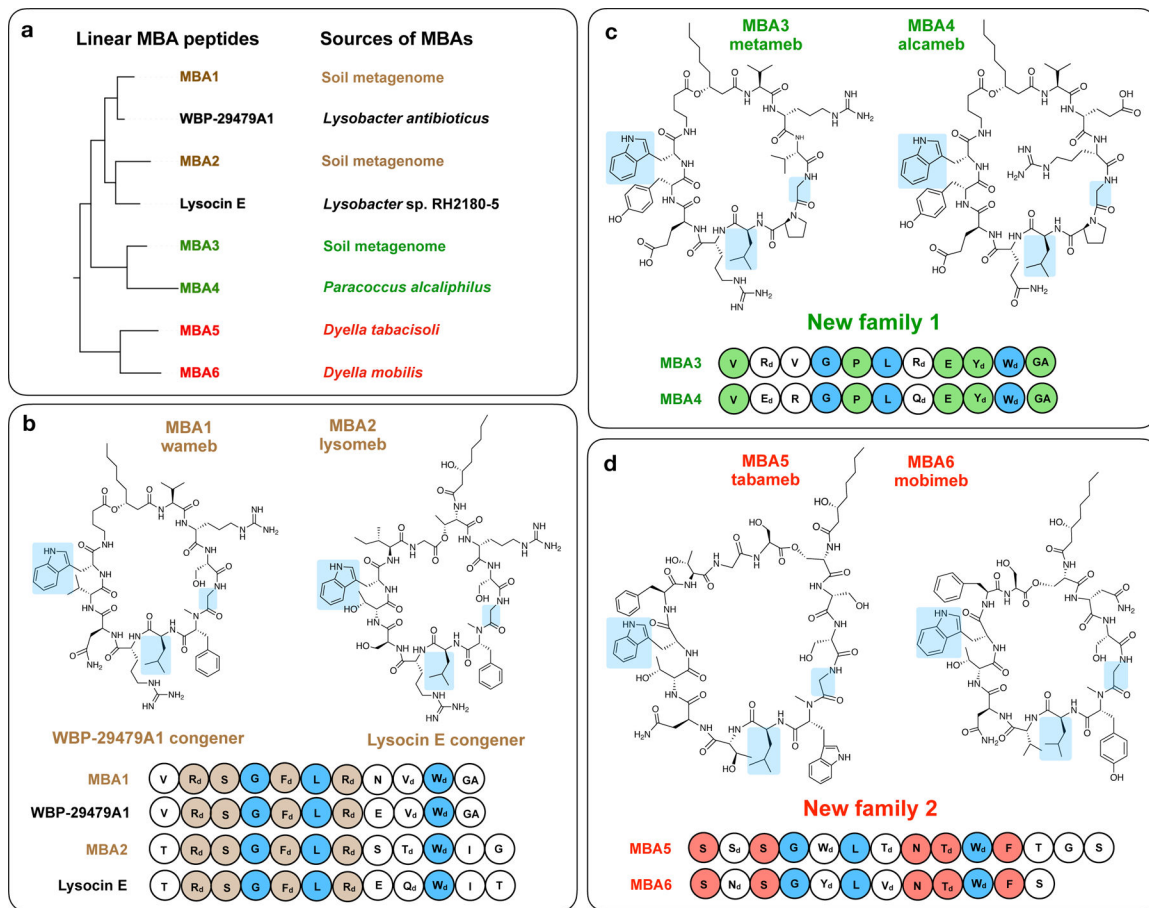 a
Linear MBA peptides Sources of MBAs
MBA1 Soil metagenome
WBP-29479A1 Lysobacter antibioticus
MBA2 Soil metagenome
Lysocin E Lysobacter sp. RH2180-5
MBA3 Soil metagenome
MBA4 Paracoccus alcaliphilus
MBA5 Dyella tabacisoli
MBA6 Dyella mobilis
b
MBA1
wameb
MBA2
lysomeb
WBP-29479A1 congener
Lysocin E congener
MBA1 V Rd S G Fd L Rd N Vd Wd GA
WBP-29479A1 V Rd S G Fd L Rd E Vd Wd GA
MBA2 T Rd S G Fd L Rd S Td Wd I G
Lysocin E T Rd S G Fd L Rd E Qd Wd I T
c
MBA3
metameb
MBA4
alcameb
New family 1
MBA3 V Rd V G P L Rd E Yd Wd GA
MBA4 V Ed R G P L Qd E Yd Wd GA
d
MBA5
tabameb
MBA6
mobimeb
New family 2
MBA5 S Sd S G Wd L Td N Td Wd F T G S
MBA6 S Nd S G Yd L Vd N Td Wd F S